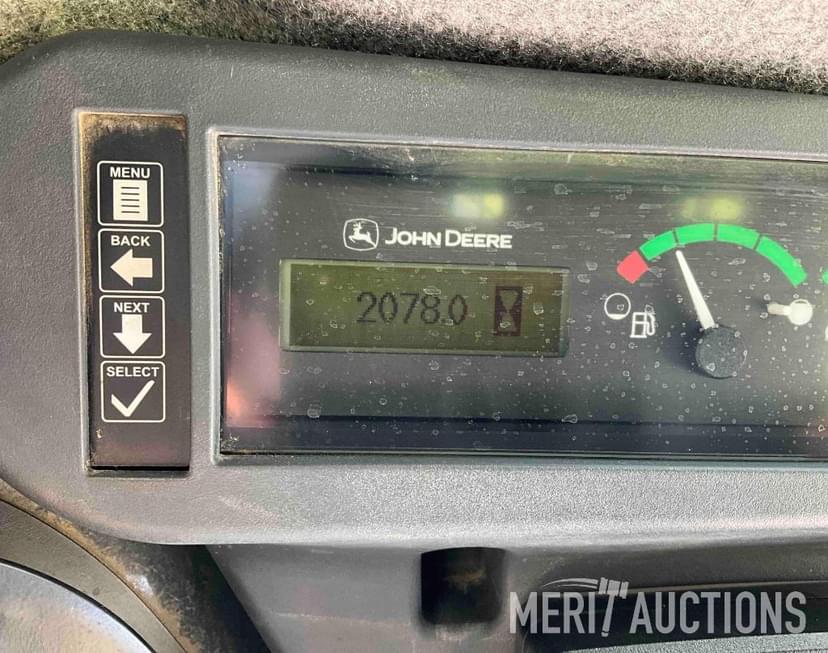 MENU
BACK
NEXT
SELECT
JOHN DEERE
2078.0
MERIT AUCTIONS